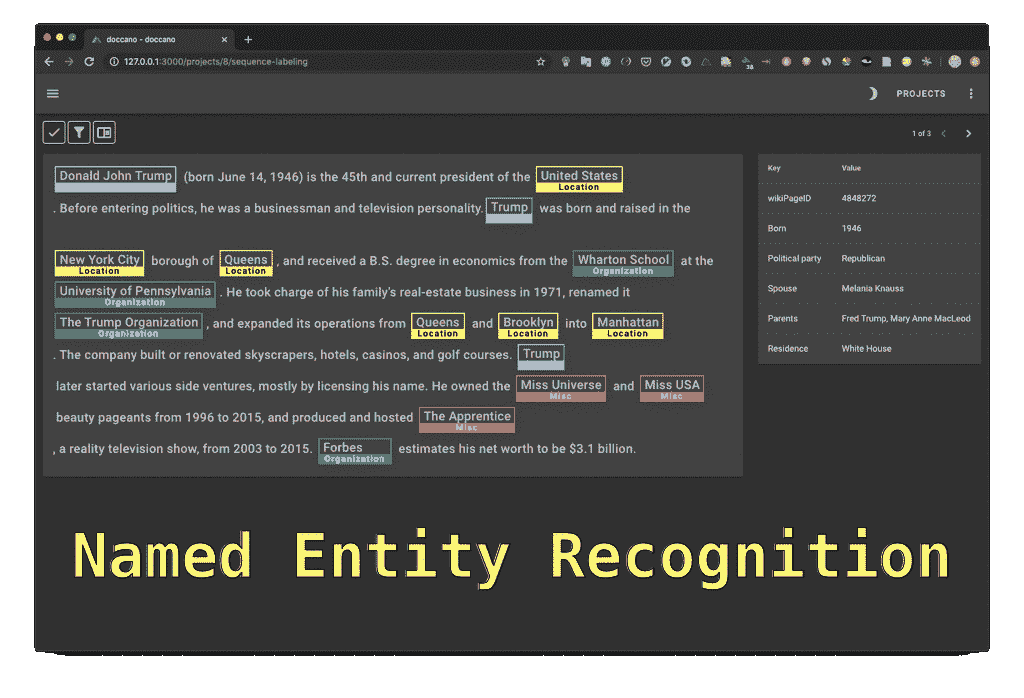 doccano - doccano
127.0.0.1:3000/projects/8/sequence-labeling
38
PROJECTS
1 of 3
Donald John Trump (born June 14, 1946) is the 45th and current president of the United States
Location
. Before entering politics, he was a businessman and television personality. Trump was born and raised in the
New York City borough of Queens , and received a B.S. degree in economics from the Wharton School at the
Location Location Organization
University of Pennsylvania . He took charge of his family's real-estate business in 1971, renamed it
Organization
The Trump Organization , and expanded its operations from Queens and Brooklyn into Manhattan
Organization Location Location Location
. The company built or renovated skyscrapers, hotels, casinos, and golf courses. Trump
later started various side ventures, mostly by licensing his name. He owned the Miss Universe and Miss USA
Misc Misc
beauty pageants from 1996 to 2015, and produced and hosted The Apprentice
Misc
, a reality television show, from 2003 to 2015. Forbes estimates his net worth to be $3.1 billion.
Organization
Key Value
wikiPageID 4848272
Born 1946
Political party Republican
Spouse Melania Knauss
Parents Fred Trump, Mary Anne MacLeod
Residence White House
Named Entity Recognition